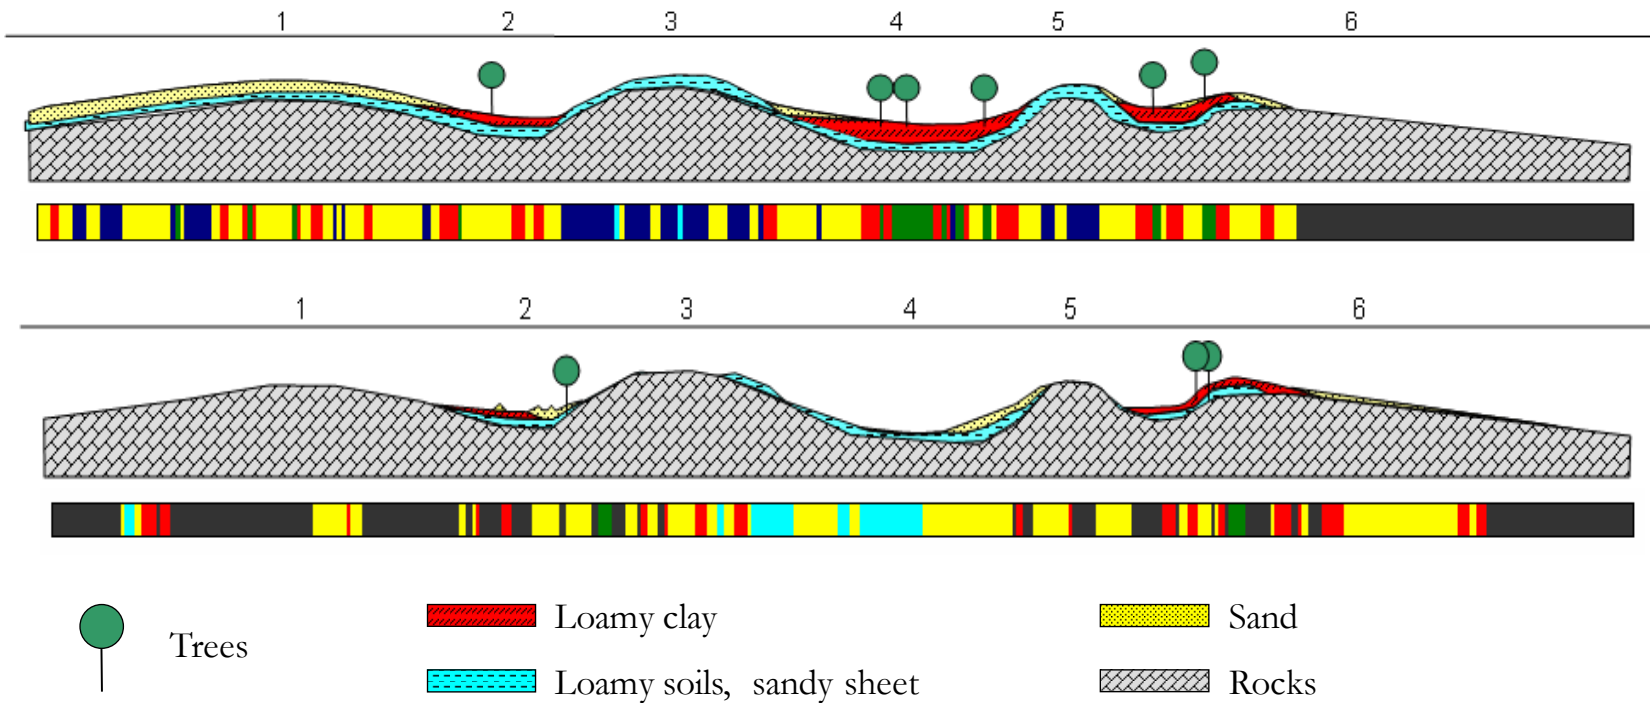 1 2 3 4 5 6
1 2 3 4 5 6
Trees
Loamy clay
Sand
Loamy soils, sandy sheet
Rocks